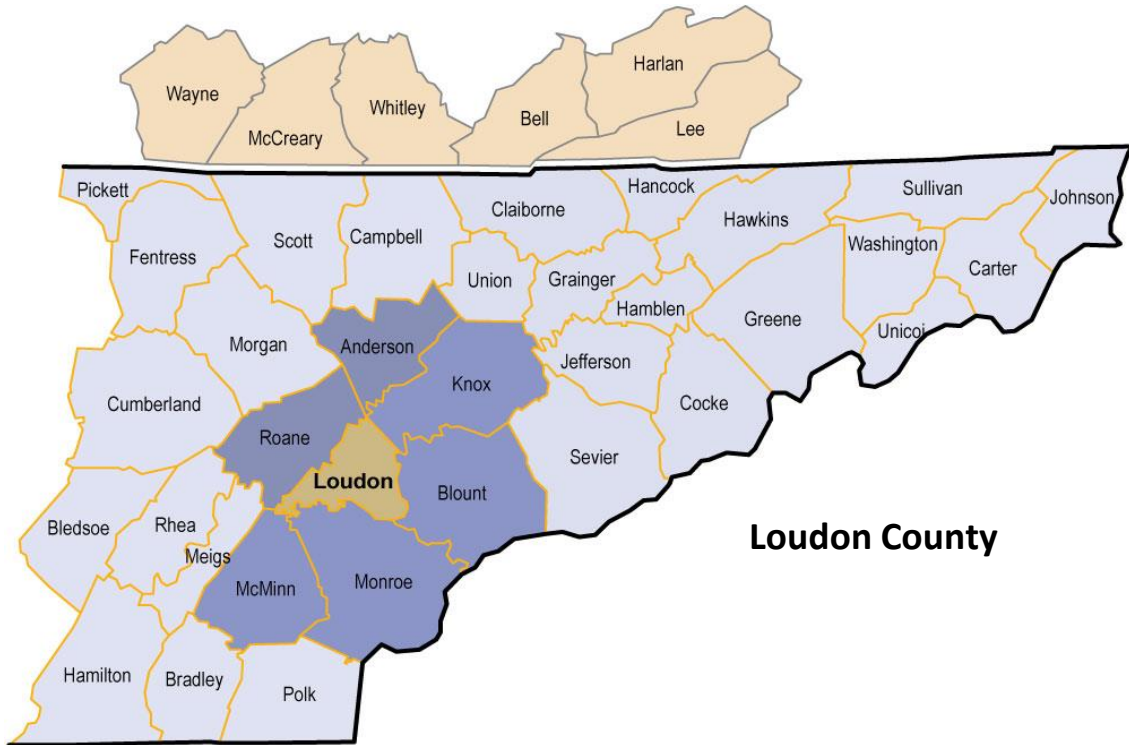 Harlan
Wayne
Whitley
Bell
Lee
McCreary
Pickett
Hancock
Sullivan
Johnson
Claiborne
Hawkins
Scott
Campbell
Washington
Fentress
Carter
Union
Grainger
Hamblen
Greene
Unicoi
Morgan
Anderson
Jefferson
Knox
Cumberland
Cocke
Roane
Sevier
Loudon
Blount
Bledsoe
Rhea
Loudon County
Meigs
McMinn
Monroe
Hamilton
Bradley
Polk